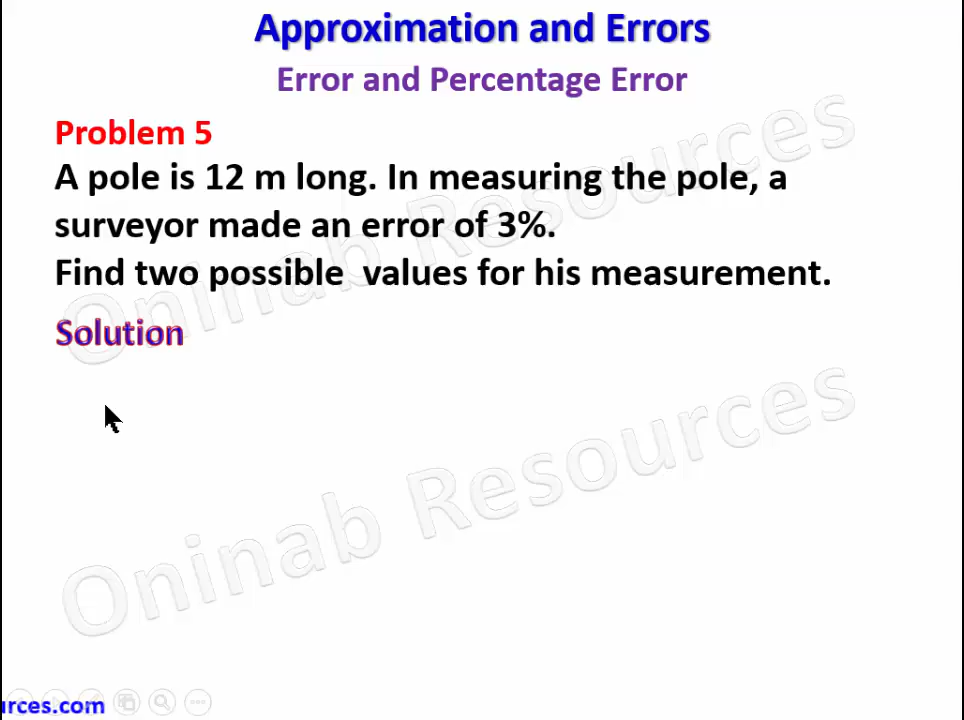 Approximation and Errors
Error and Percentage Error
Problem 5
A pole is 12 m long. In measuring the pole, a
surveyor made an error of 3%.
Find two possible values for his measurement.
Solution
Oninab Resources
Oninab Resources
urces.com